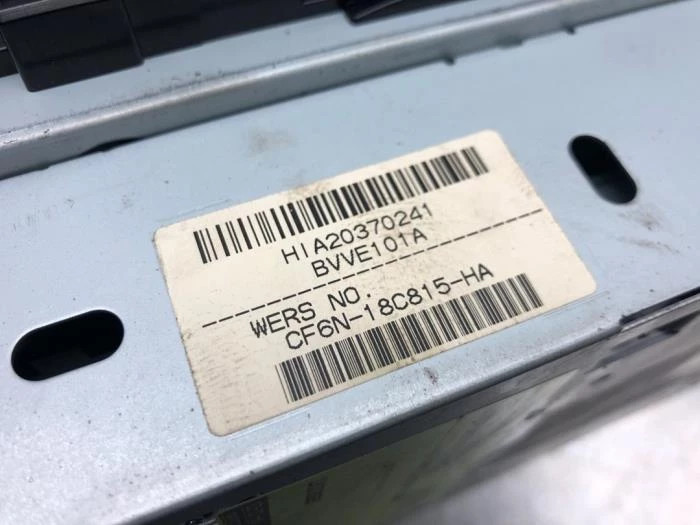 HIA20370241
BVVE101A
WERS NO.
CF6N-18C815-HA